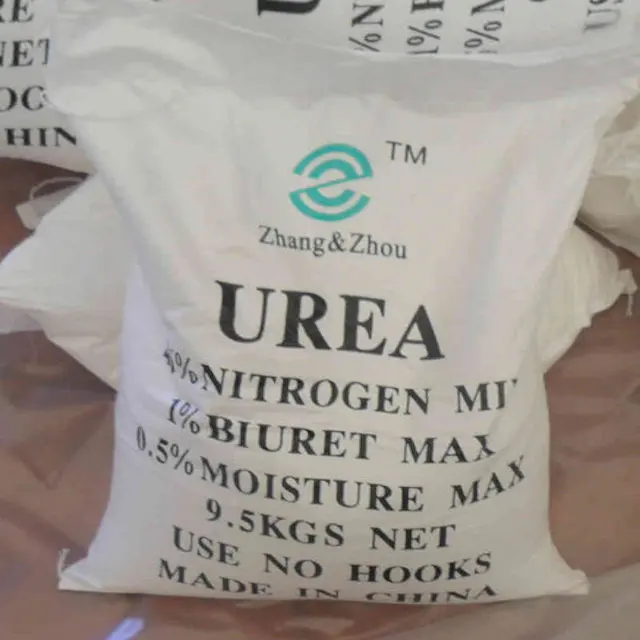 TM
Zhang&Zhou
UREA
%NITROGEN
1%BIURET MAX
0.5%MOISTURE MAX
9.5KGS NET
USE NO HOOKS
MADE IN CHINA